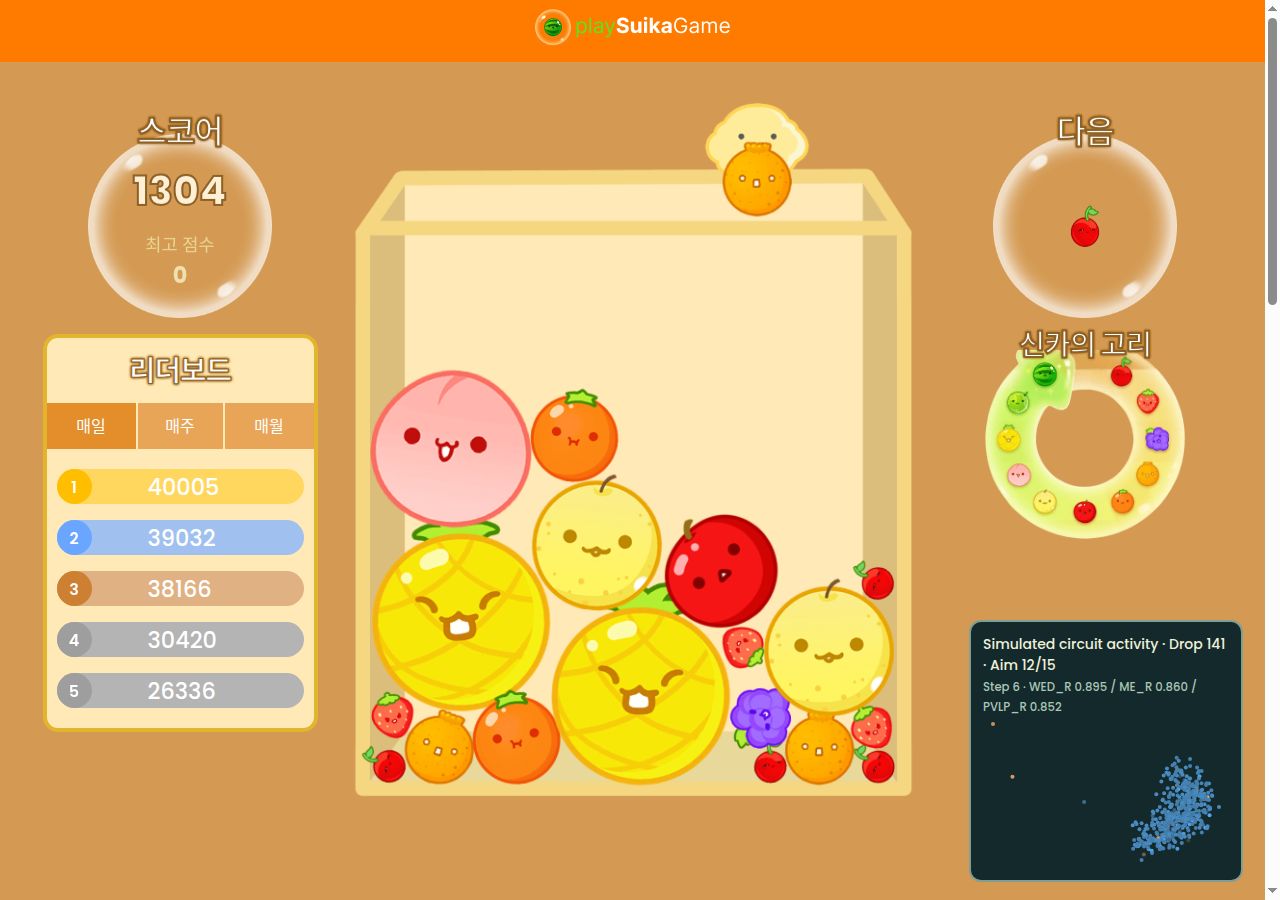 playSuikaGame
스코어
1304
최고 점수
0
다음
신카의 고리
리더보드
매일 매주 매월
1 40005
2 39032
3 38166
4 30420
5 26336
Simulated circuit activity · Drop 141
· Aim 12/15
Step 6 · WED_R 0.895 / ME_R 0.860 /
PVLP_R 0.852